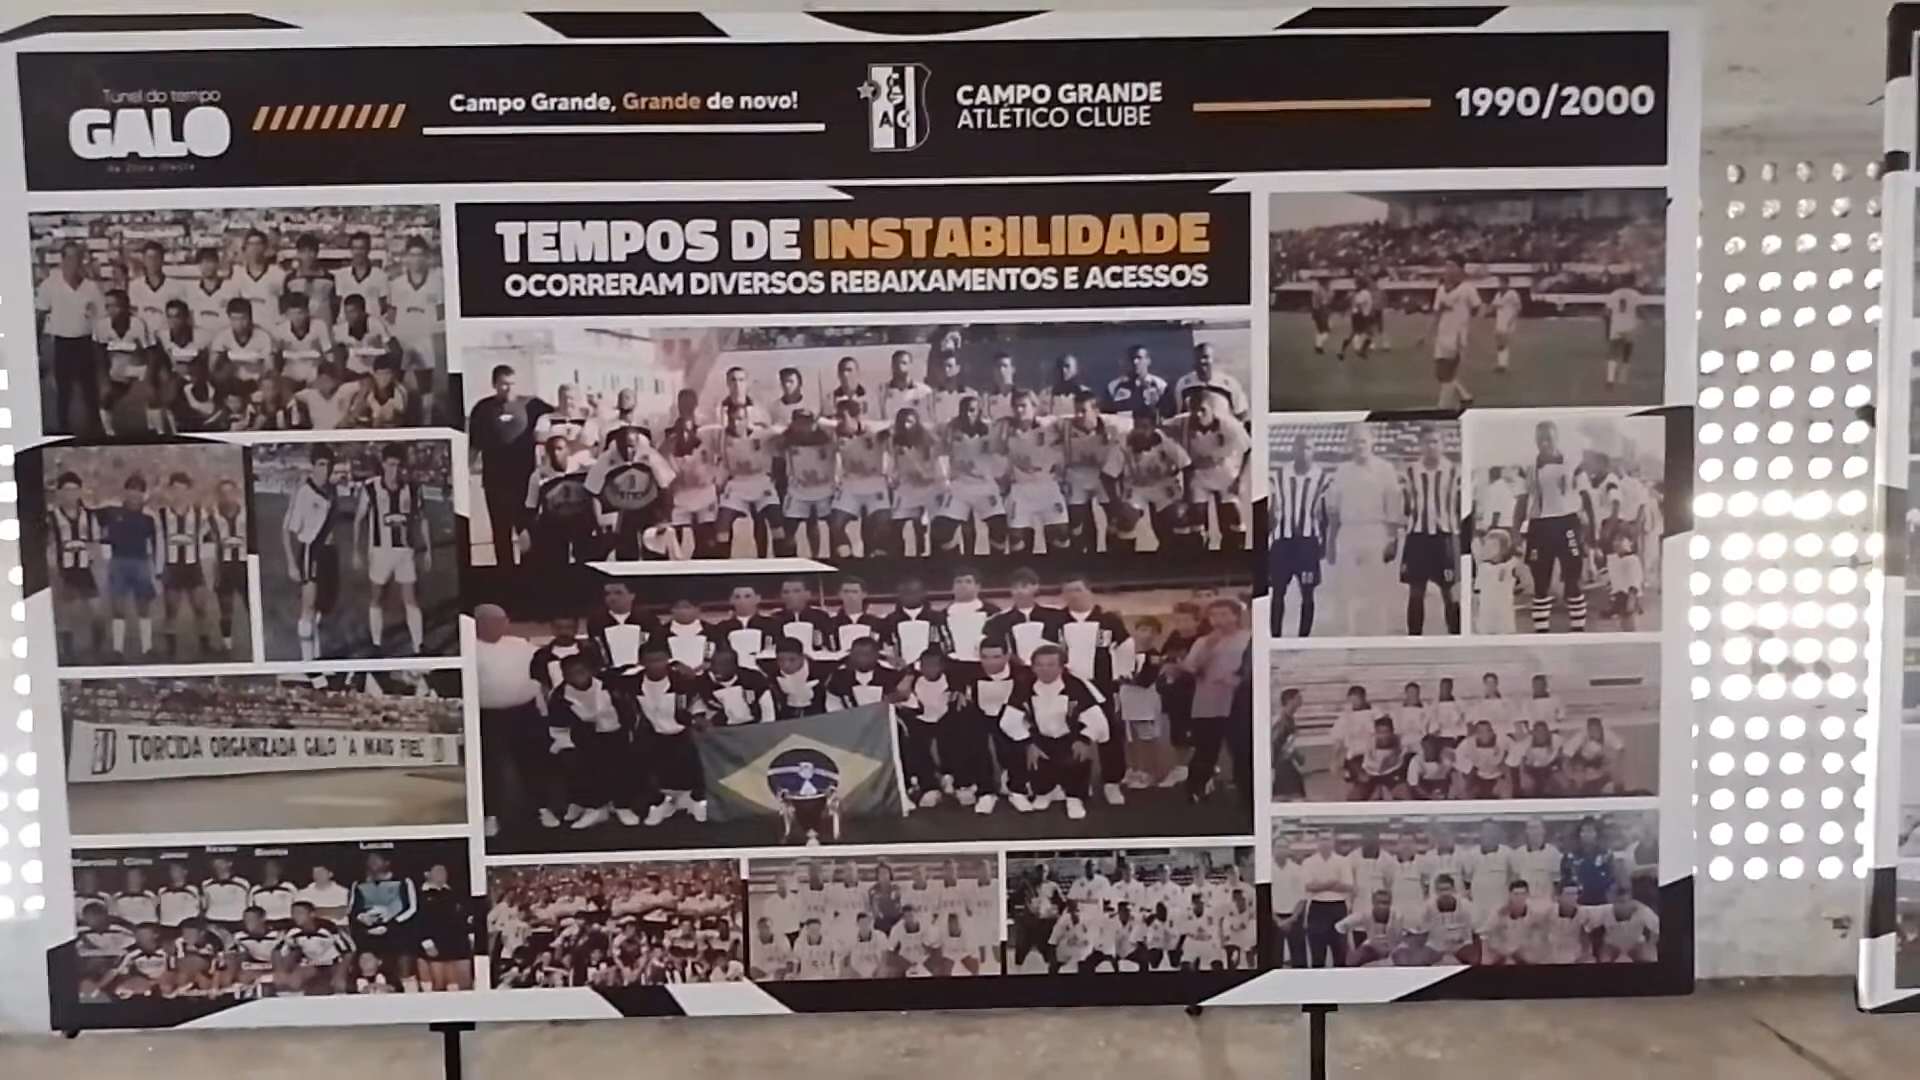 Tunel do tempo
GALO
Campo Grande, Grande de novo!
CAMPO GRANDE
ATLÉTICO CLUBE
1990/2000
TEMPOS DE INSTABILIDADE
OCORRERAM DIVERSOS REBAIXAMENTOS E ACESSOS
TORCIDA ORGANIZADA GALO "A MAIS FIEL"